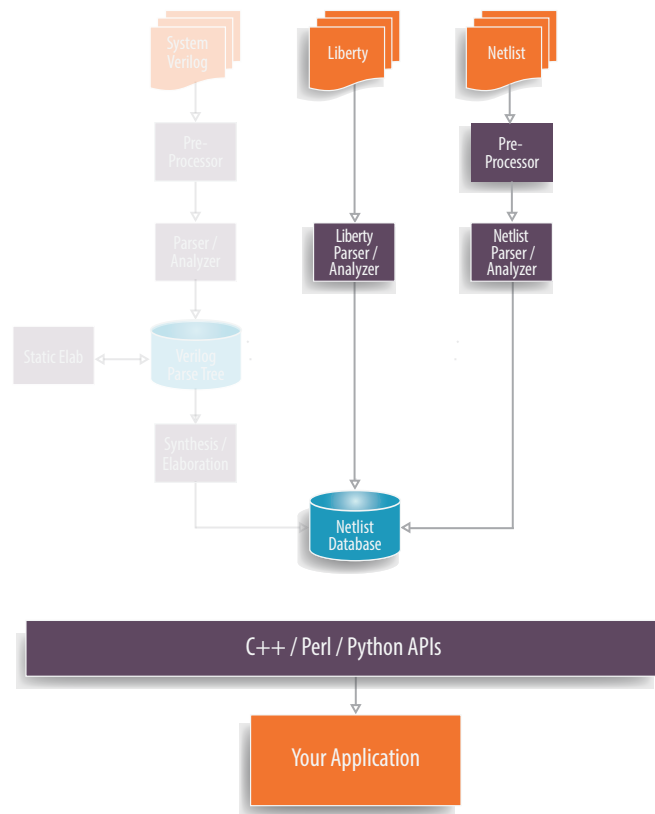 System
Verilog
Liberty
Netlist
Pre-
Processor
Pre-
Processor
Parser /
Analyzer
Liberty
Parser /
Analyzer
Netlist
Parser /
Analyzer
Static Elab
Verilog
Parse Tree
Synthesis /
Elaboration
Netlist
Database
C++ / Perl / Python APIs
Your Application